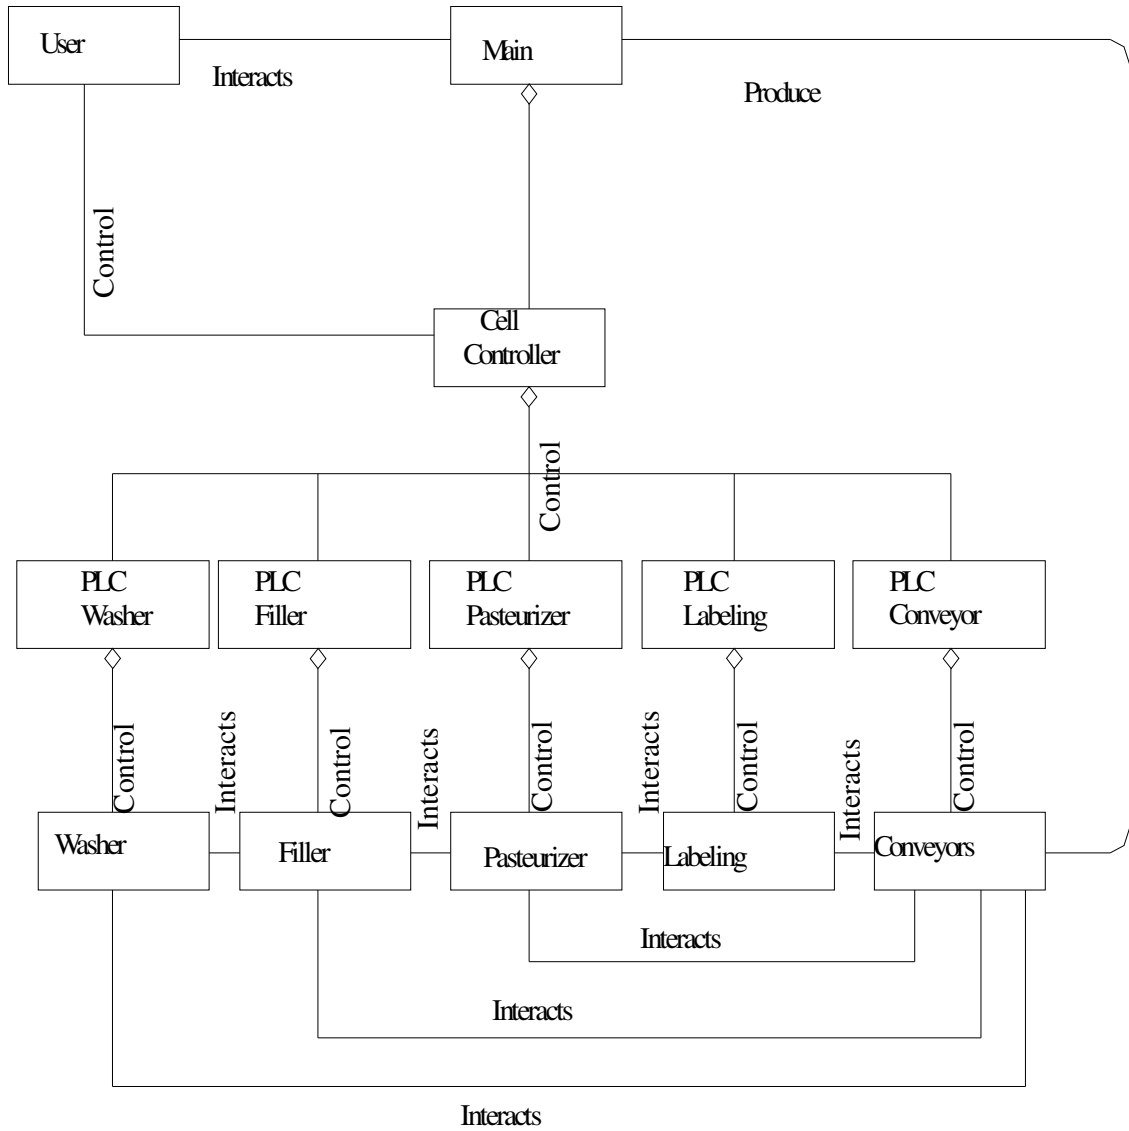 User
Main
Interacts
Produce
Control
Cell
Controller
Control
PLC
Washer
PLC
Filler
PLC
Pasteurizer
PLC
Labeling
PLC
Conveyor
Control
Interacts
Control
Interacts
Control
Interacts
Control
Interacts
Control
Washer
Filler
Pasteurizer
Labeling
Conveyors
Interacts
Interacts
Interacts